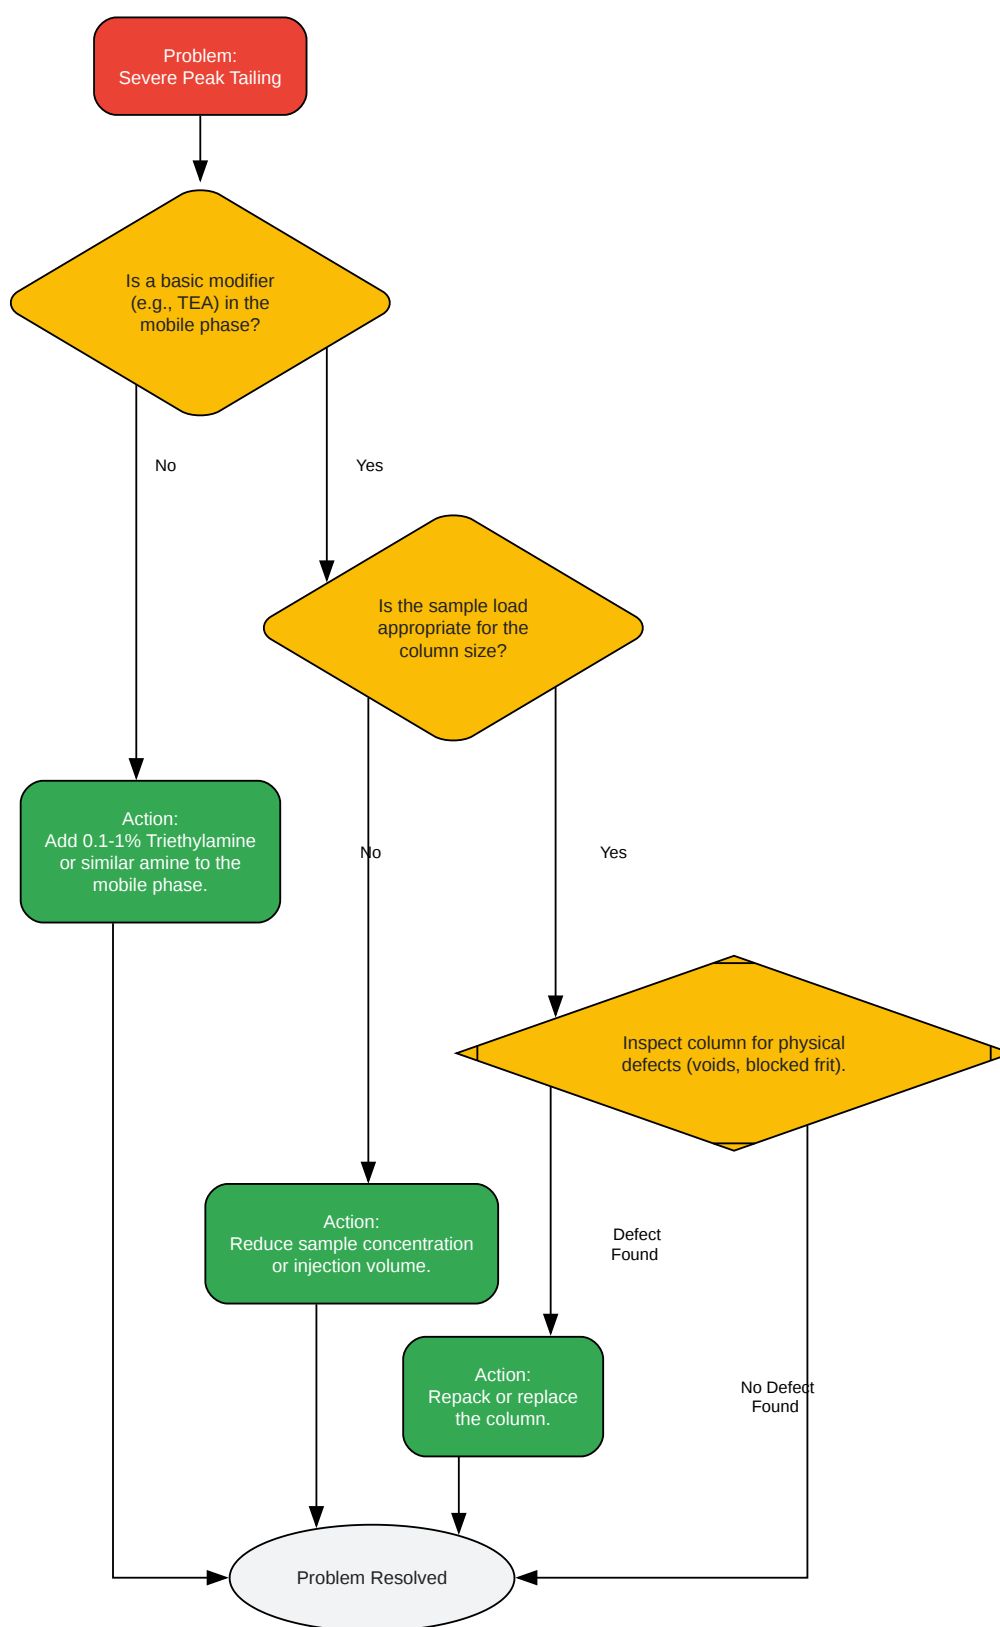 Problem:
Severe Peak Tailing
Is a basic modifier
(e.g., TEA) in the
mobile phase?
No
Yes
Is the sample load
appropriate for the
column size?
Action:
Add 0.1-1% Triethylamine
or similar amine to the
mobile phase.
No
Yes
Inspect column for physical
defects (voids, blocked frit).
Action:
Reduce sample concentration
or injection volume.
Defect
Found
Action:
Repack or replace
the column.
No Defect
Found
Problem Resolved